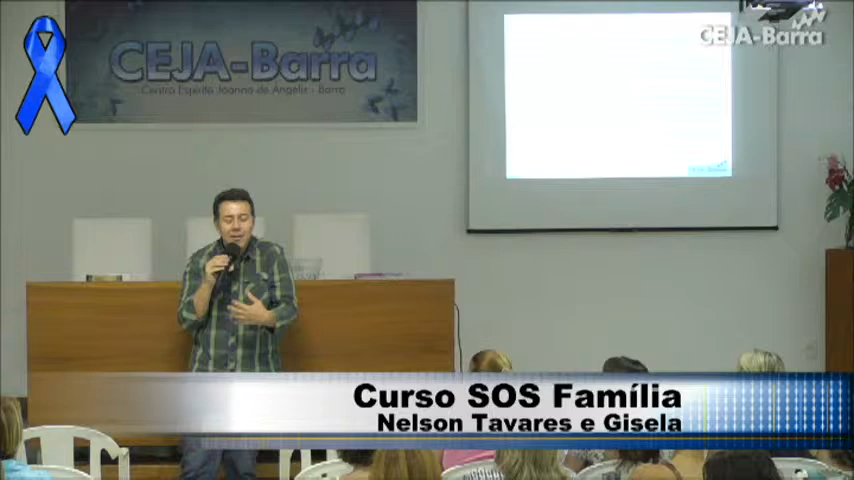 CEJA-Barra
Centro Espírita Joanna de Ângelis - Barra
CEJA-Barra
Curso SOS Família
Nelson Tavares e Gisela